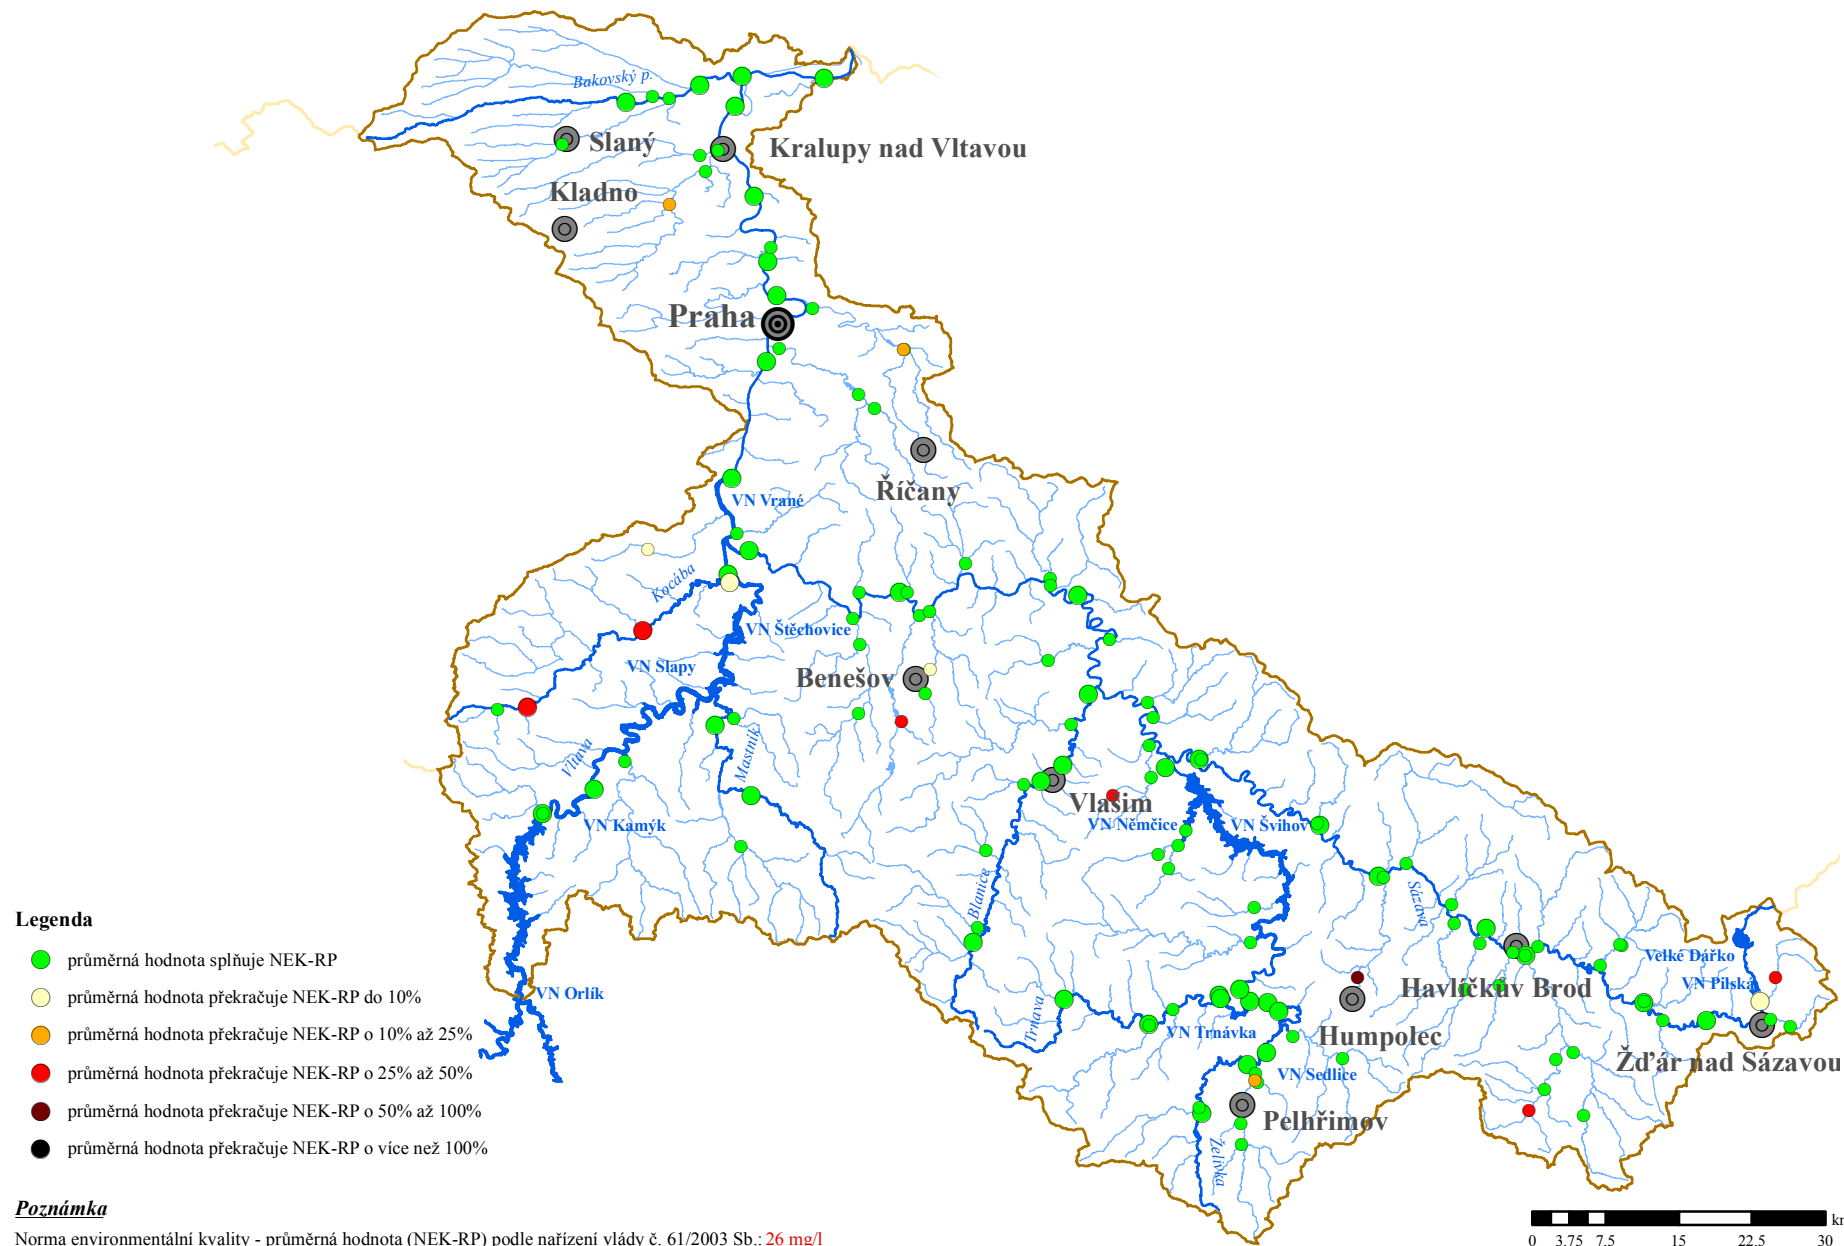 Bakovský p.
Slaný
Kralupy nad Vltavou
Kladno
Praha
Říčany
VN Vrané
Kocába
VN Štěchovice
VN Slapy
Benešov
Mastník
Vltava
VN Kamýk
Vlašim
VN Němčice
VN Švihov
Blanice
Sázava
Legenda
průměrná hodnota splňuje NEK-RP
průměrná hodnota překračuje NEK-RP do 10%
průměrná hodnota překračuje NEK-RP o 10% až 25%
průměrná hodnota překračuje NEK-RP o 25% až 50%
průměrná hodnota překračuje NEK-RP o 50% až 100%
průměrná hodnota překračuje NEK-RP o více než 100%
VN Orlík
Velké Dářko
VN Pilská
Havlíčkův Brod
Trnava
VN Trnávka
Humpolec
Žďár nad Sázavou
VN Sedlice
Pelhřimov
Želivka
Poznámka
Norma environmentální kvality - průměrná hodnota (NEK-RP) podle nařízení vlády č. 61/2003 Sb.: 26 mg/l
km
0 3.75 7.5 15 22.5 30